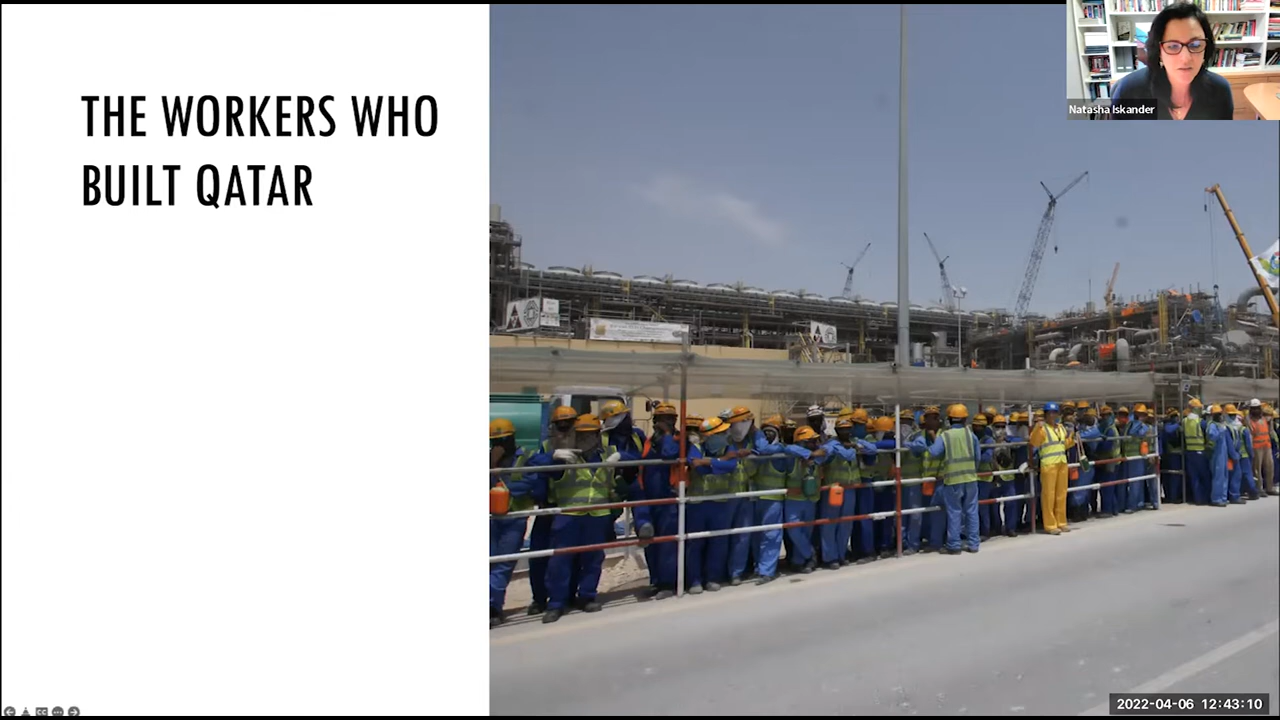 THE WORKERS WHO
BUILT QATAR
Natasha Iskander
2022-04-06 12:43:10